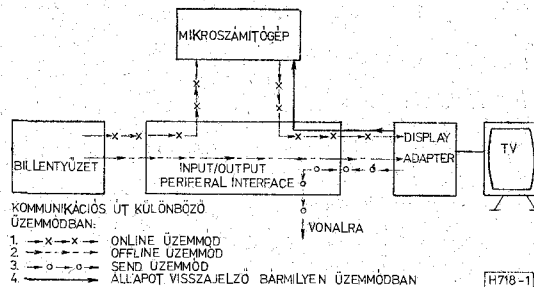 MIKROSZÁMÍTÓGÉP
BILLENTYŰZET
INPUT/OUTPUT
PERIFERAL INTERFACE
DISPLAY
ADAPTER
TV
VONALRA
KOMMUNIKÁCIÓS ÚT KÜLÖNBÖZŐ
ÜZEMMÓDBAN:
1. ONLINE ÜZEMMÓD
2. OFFLINE ÜZEMMÓD
3. SEND ÜZEMMÓD
4. ÁLLAPOT VISSZAJELZŐ BÁRMILYEN ÜZEMMÓDBAN
H718-1